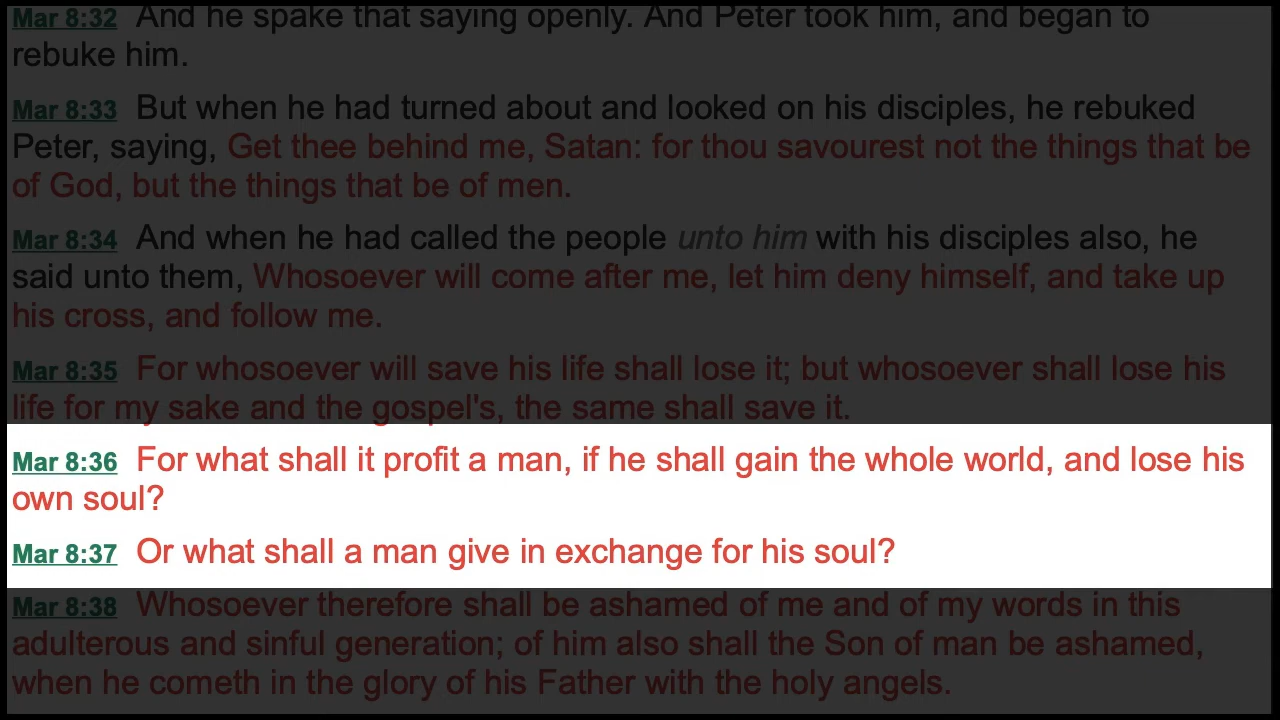 Mar 8:32 And he spake that saying openly. And Peter took him, and began to
rebuke him.
Mar 8:33 But when he had turned about and looked on his disciples, he rebuked
Peter, saying, Get thee behind me, Satan: for thou savourest not the things that be
of God, but the things that be of men.
Mar 8:34 And when he had called the people unto him with his disciples also, he
said unto them, Whosoever will come after me, let him deny himself, and take up
his cross, and follow me.
Mar 8:35 For whosoever will save his life shall lose it; but whosoever shall lose his
life for my sake and the gospel's, the same shall save it.
Mar 8:36 For what shall it profit a man, if he shall gain the whole world, and lose his
own soul?
Mar 8:37 Or what shall a man give in exchange for his soul?
Mar 8:38 Whosoever therefore shall be ashamed of me and of my words in this
adulterous and sinful generation; of him also shall the Son of man be ashamed,
when he cometh in the glory of his Father with the holy angels.